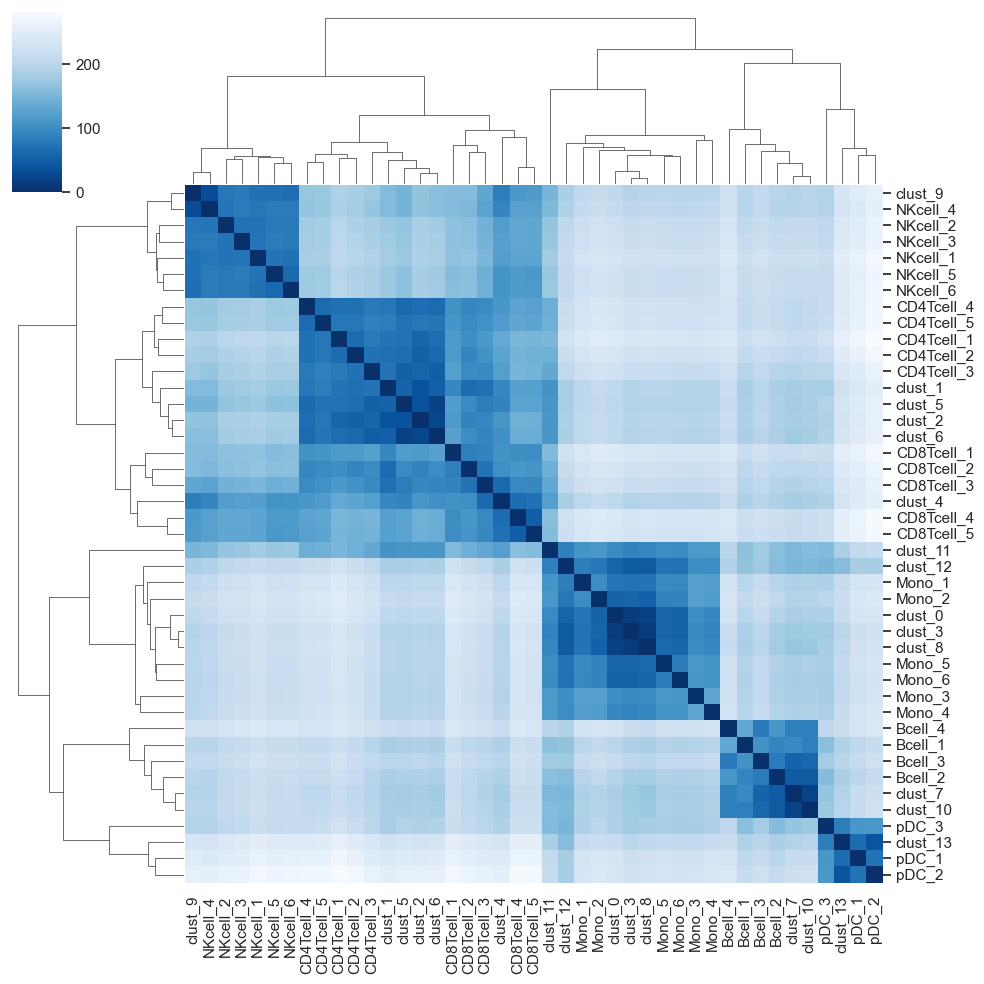 200
100
0
clust_9
NKcell_4
NKcell_2
NKcell_3
NKcell_1
NKcell_5
NKcell_6
CD4Tcell_4
CD4Tcell_5
CD4Tcell_1
CD4Tcell_2
CD4Tcell_3
clust_1
clust_5
clust_2
clust_6
CD8Tcell_1
CD8Tcell_2
CD8Tcell_3
clust_4
CD8Tcell_4
CD8Tcell_5
clust_11
clust_12
Mono_1
Mono_2
clust_0
clust_3
clust_8
Mono_5
Mono_6
Mono_3
Mono_4
Bcell_4
Bcell_1
Bcell_3
Bcell_2
clust_7
clust_10
pDC_3
clust_13
pDC_1
pDC_2
clust_9
NKcell_4
NKcell_2
NKcell_3
NKcell_1
NKcell_5
NKcell_6
CD4Tcell_4
CD4Tcell_5
CD4Tcell_1
CD4Tcell_2
CD4Tcell_3
clust_1
clust_5
clust_2
clust_6
CD8Tcell_1
CD8Tcell_2
CD8Tcell_3
clust_4
CD8Tcell_4
CD8Tcell_5
clust_11
clust_12
Mono_1
Mono_2
clust_0
clust_3
clust_8
Mono_5
Mono_6
Mono_3
Mono_4
Bcell_4
Bcell_1
Bcell_3
Bcell_2
clust_7
clust_10
pDC_3
clust_13
pDC_1
pDC_2